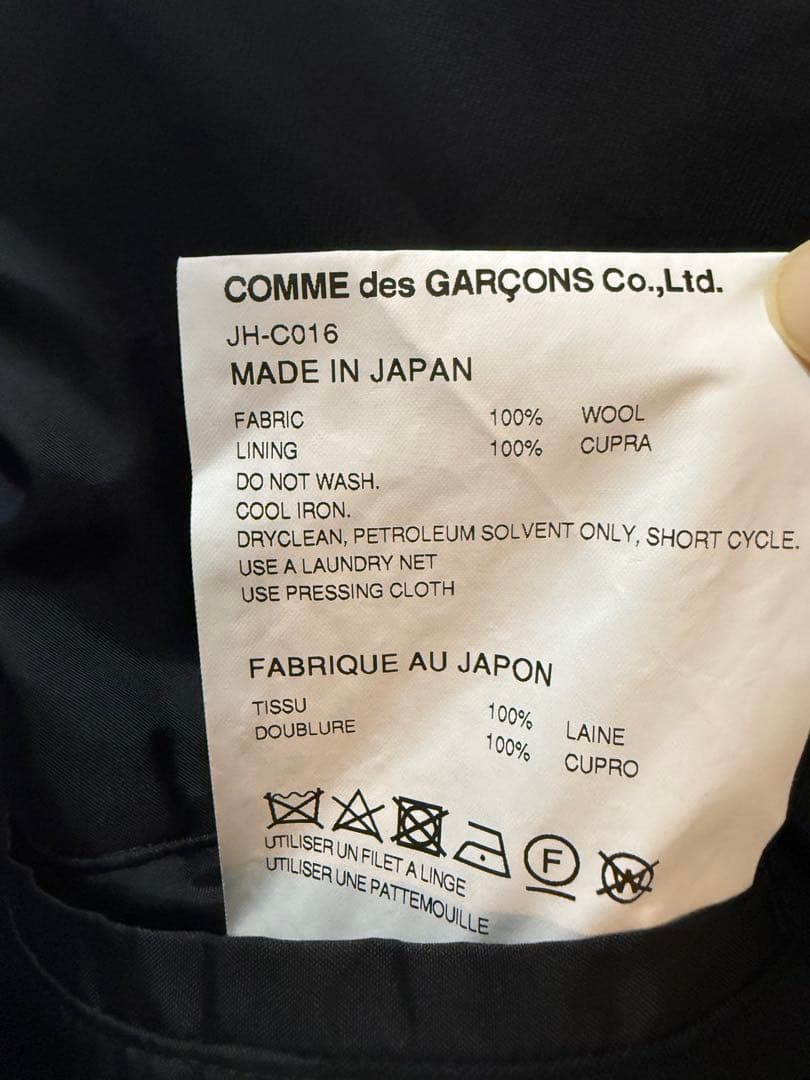 COMME des GARÇONS Co.,Ltd.
JH-C016
MADE IN JAPAN
FABRIC 100% WOOL
LINING 100% CUPRA
DO NOT WASH.
COOL IRON.
DRYCLEAN, PETROLEUM SOLVENT ONLY, SHORT CYCLE.
USE A LAUNDRY NET
USE PRESSING CLOTH
FABRIQUE AU JAPON
TISSU 100% LAINE
DOUBLURE 100% CUPRO
F W
UTILISER UN FILET A LINGE
UTILISER UNE PATTEMOUILLE